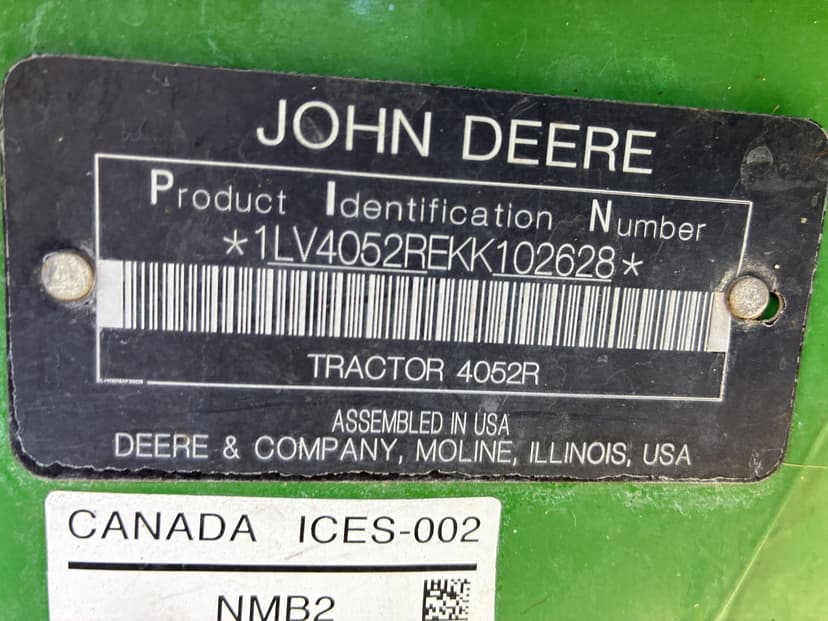 JOHN DEERE
Product Identification Number
*1LV4052REKK102628*
TRACTOR 4052R
ASSEMBLED IN USA
DEERE & COMPANY, MOLINE, ILLINOIS, USA
CANADA ICES-002
NMB2